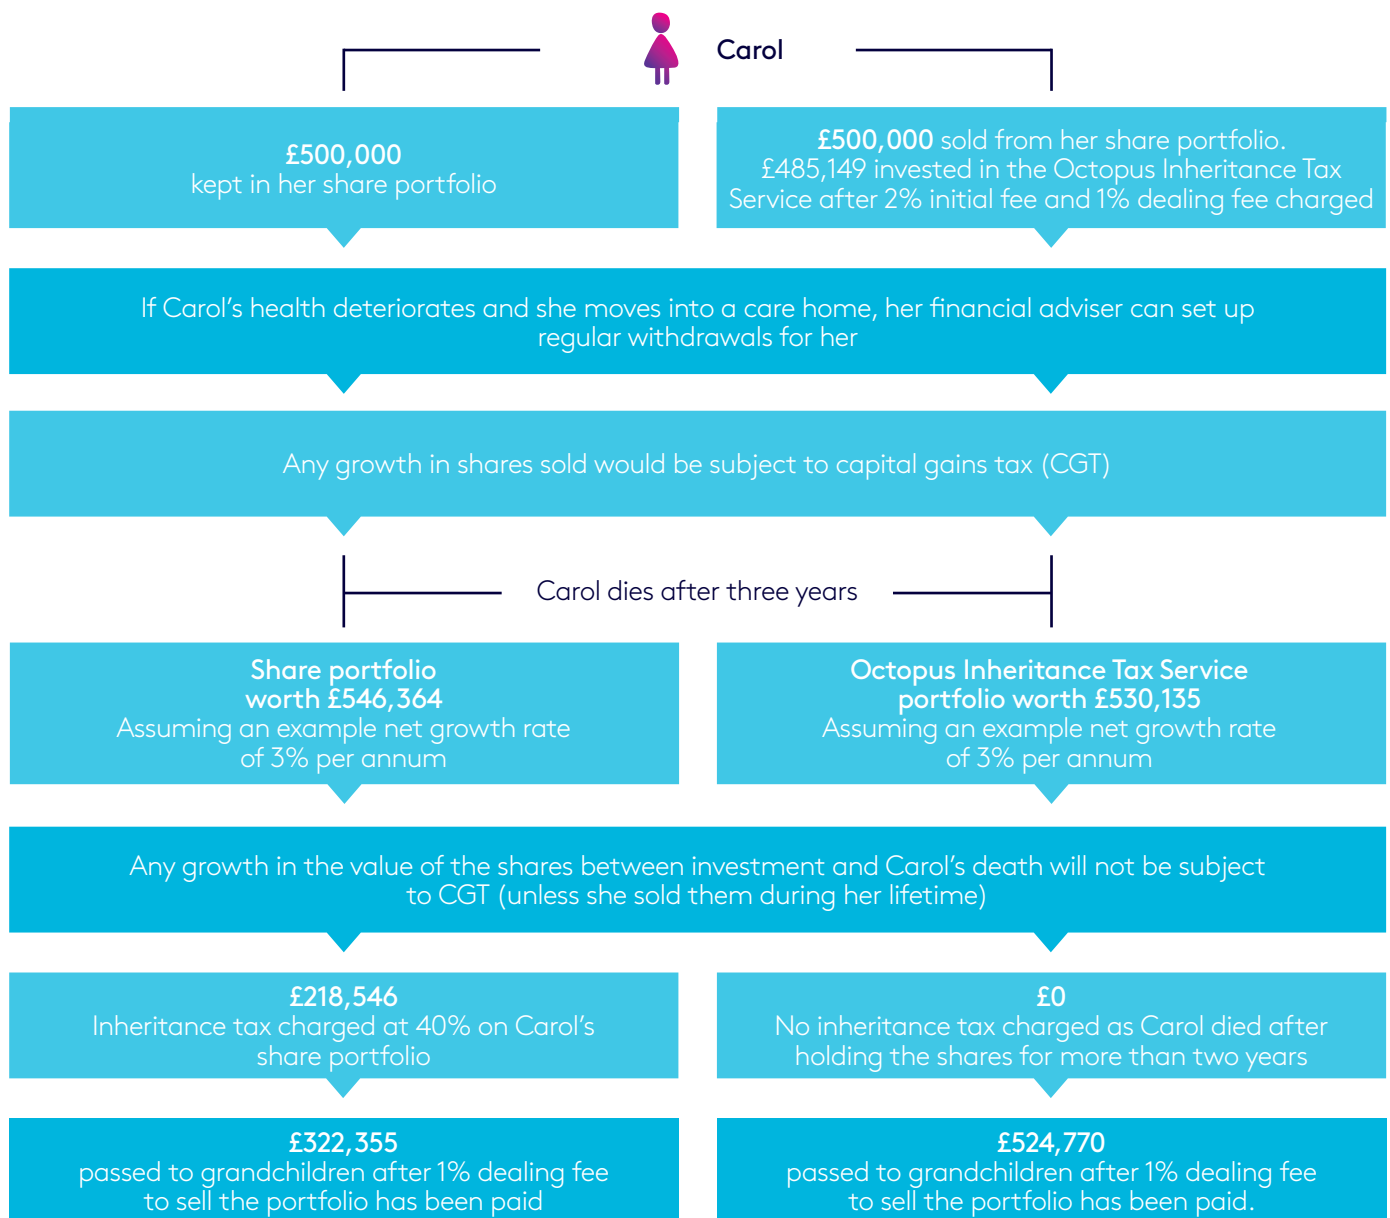 Carol
£500,000
kept in her share portfolio
£500,000 sold from her share portfolio.
£485,149 invested in the Octopus Inheritance Tax
Service after 2% initial fee and 1% dealing fee charged
If Carol's health deteriorates and she moves into a care home, her financial adviser can set up
regular withdrawals for her
Any growth in shares sold would be subject to capital gains tax (CGT)
Carol dies after three years
Share portfolio
worth £546,364
Assuming an example net growth rate
of 3% per annum
Octopus Inheritance Tax Service
portfolio worth £530,135
Assuming an example net growth rate
of 3% per annum
Any growth in the value of the shares between investment and Carol's death will not be subject
to CGT (unless she sold them during her lifetime)
£218,546
Inheritance tax charged at 40% on Carol's
share portfolio
£0
No inheritance tax charged as Carol died after
holding the shares for more than two years
£322,355
passed to grandchildren after 1% dealing fee
to sell the portfolio has been paid
£524,770
passed to grandchildren after 1% dealing fee
to sell the portfolio has been paid.